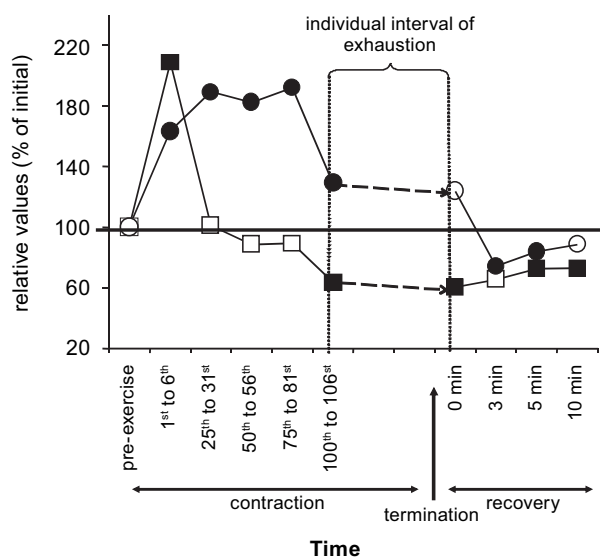 individual interval of
exhaustion
relative values (% of initial)
220
180
140
100
60
20
pre-exercise
1st to 6th
25th to 31st
50th to 56th
75th to 81st
100th to 106st
0 min
3 min
5 min
10 min
contraction
termination
recovery
Time